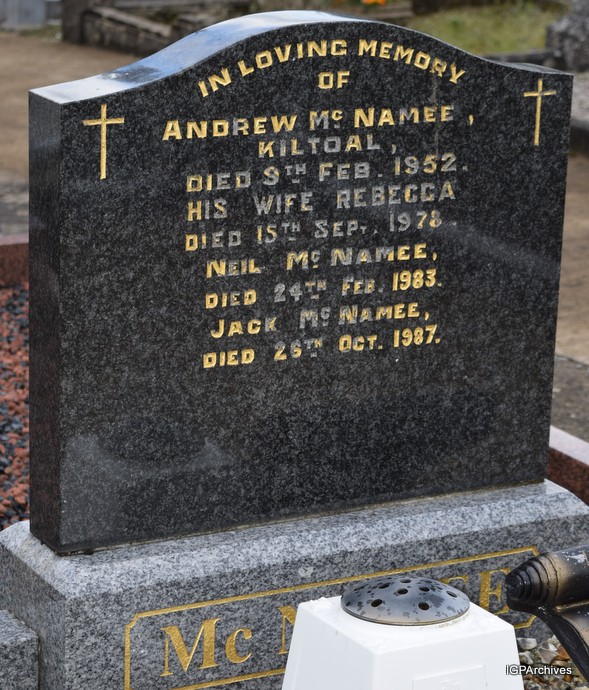 IN LOVING MEMORY
OF
ANDREW Mc NAMEE,
KILTOAL,
DIED 9TH FEB. 1952.
HIS WIFE REBECCA
DIED 15TH SEPT. 1978.
NEIL Mc NAMEE,
DIED 24TH FEB. 1983.
JACK Mc NAMEE,
DIED 26TH OCT. 1987.
Mc
IGPArchives